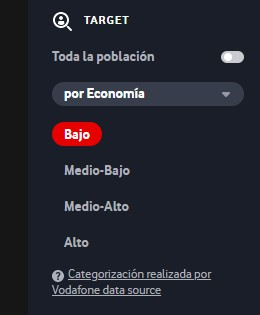 TARGET
Toda la población
por Economía
Bajo
Medio-Bajo
Medio-Alto
Alto
Categorización realizada por
Vodafone data source